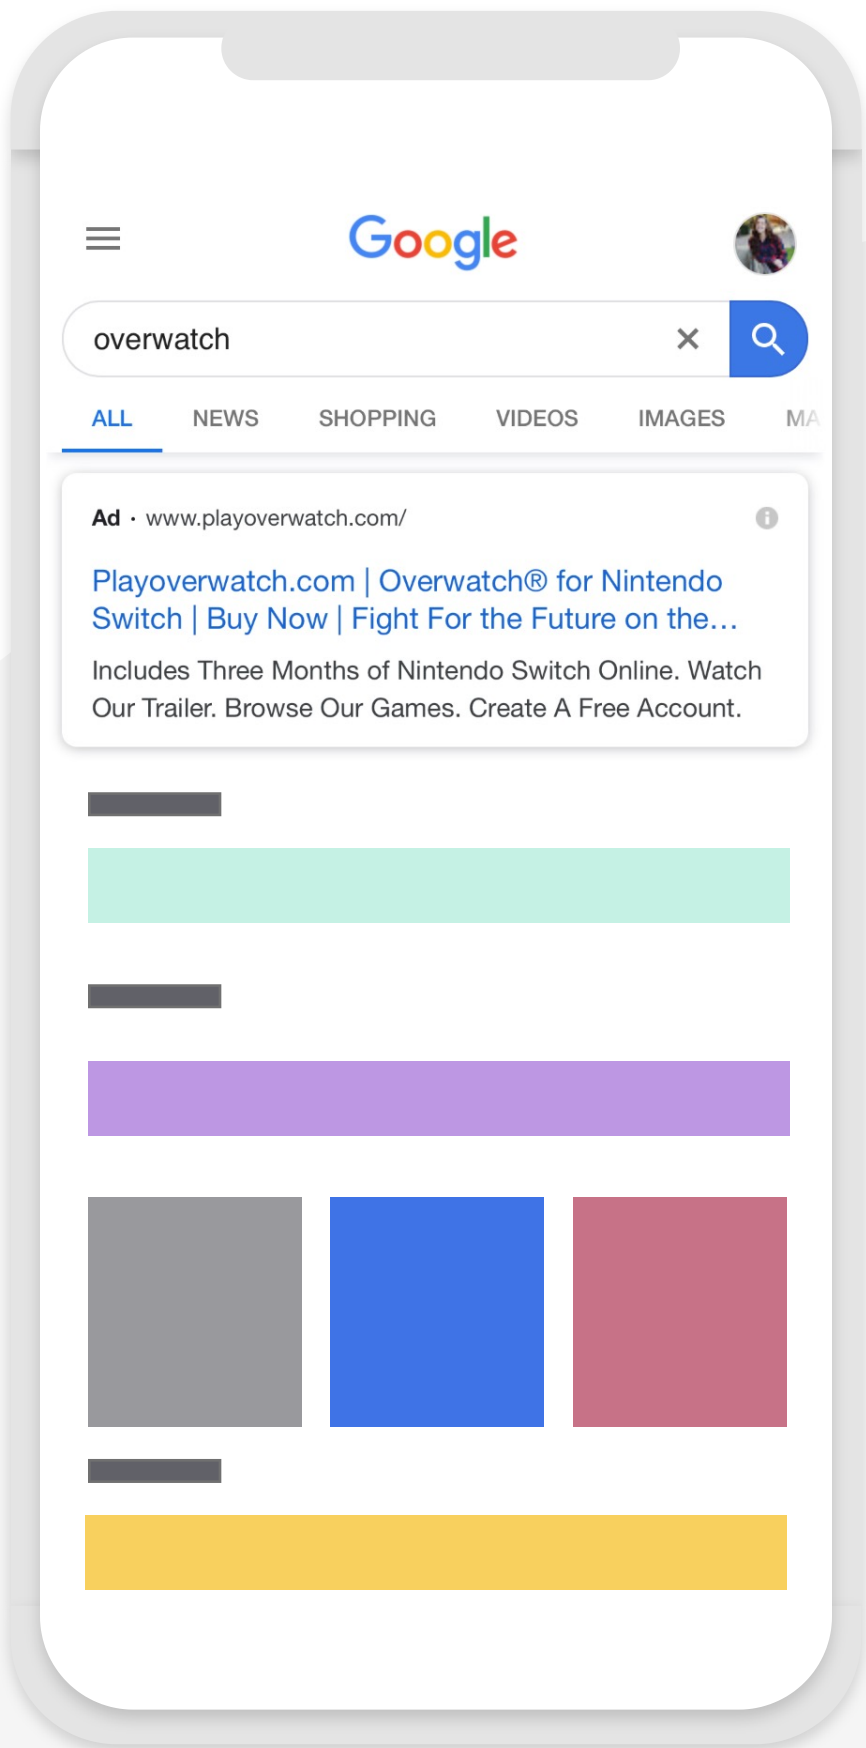 Google
overwatch
ALL NEWS SHOPPING VIDEOS IMAGES MA
Ad · www.playoverwatch.com/
Playoverwatch.com | Overwatch® for Nintendo
Switch | Buy Now | Fight For the Future on the...
Includes Three Months of Nintendo Switch Online. Watch
Our Trailer. Browse Our Games. Create A Free Account.